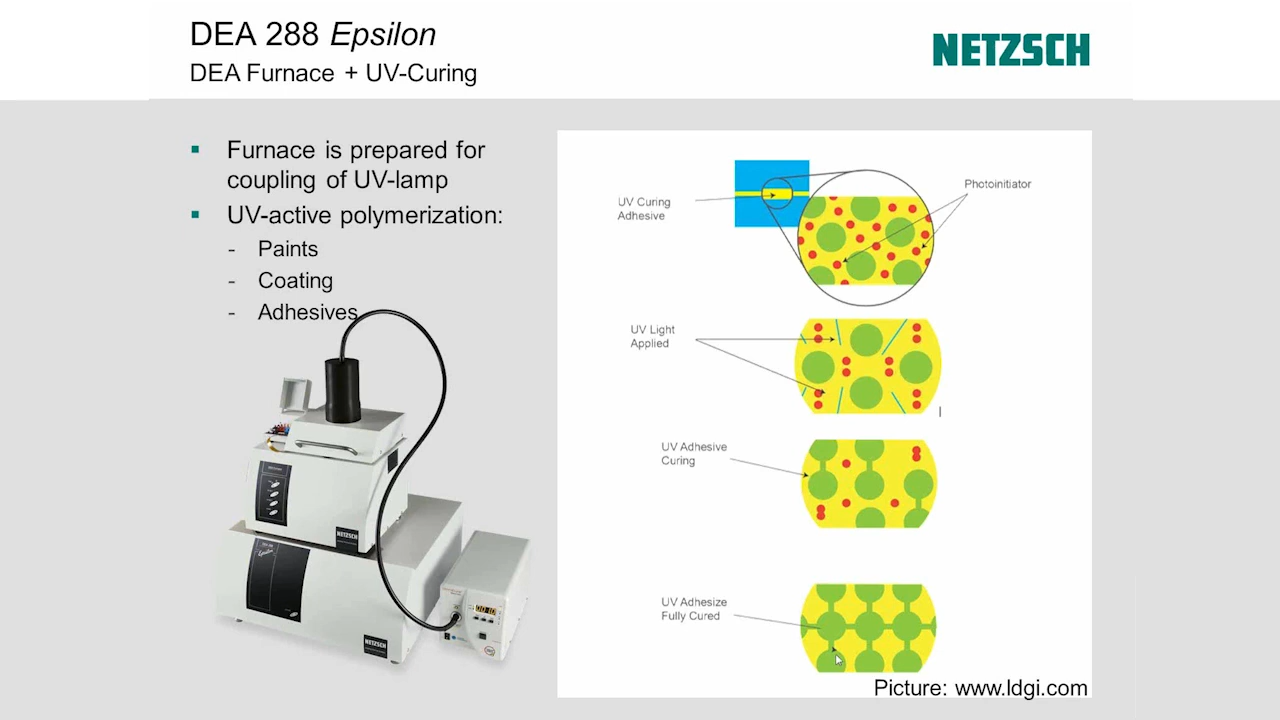 DEA 288 Epsilon
DEA Furnace + UV-Curing
NETZSCH
▪ Furnace is prepared for
coupling of UV-lamp
▪ UV-active polymerization:
- Paints
- Coating
- Adhesives
UV Curing
Adhesive
Photoinitiator
UV Light
Applied
UV Adhesive
Curing
UV Adhesize
Fully Cured
NETZSCH
Epsilon
NETZSCH
Picture: www.ldgi.com